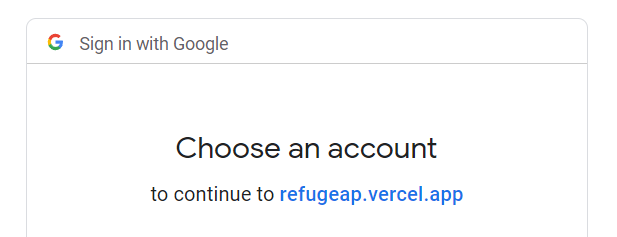 Sign in with Google
Choose an account
to continue to refugeap.vercel.app